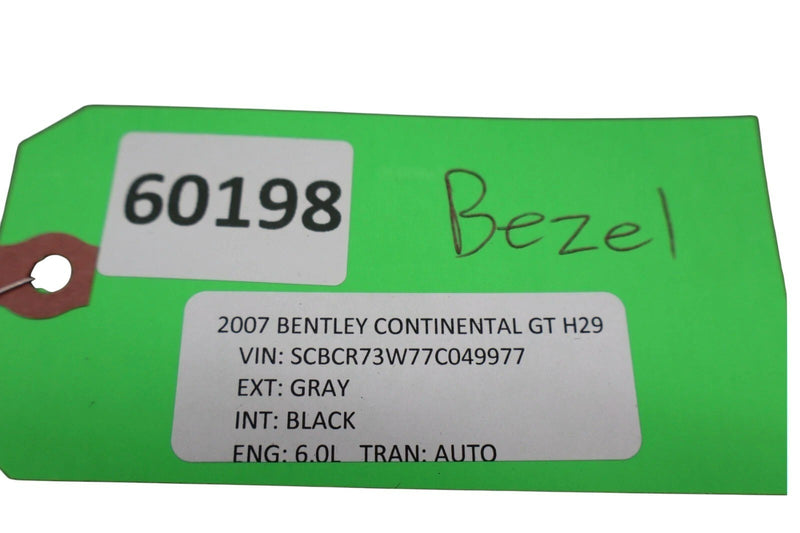 60198
Bezel
2007 BENTLEY CONTINENTAL GT H29
VIN: SCBCR73W77C049977
EXT: GRAY
INT: BLACK
ENG: 6.0L TRAN: AUTO